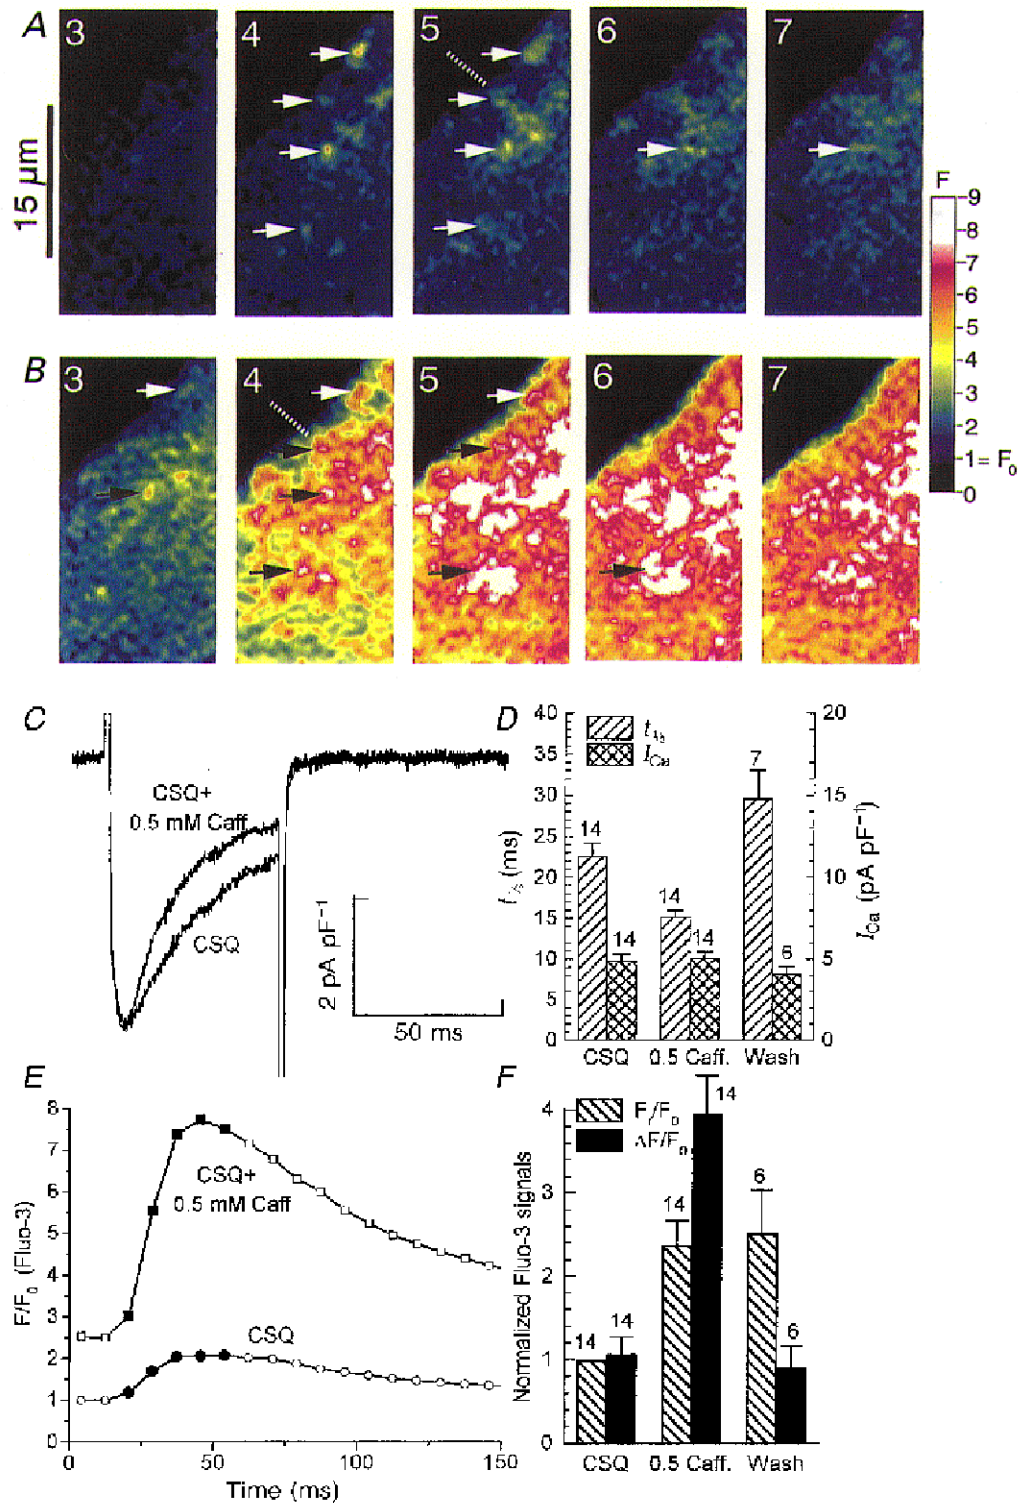 A
3
4
5
6
7
15 µm
F
9
8
7
6
5
4
3
2
1 = F₀
0
B
3
4
5
6
7
C
CSQ+
0.5 mM Caff
CSQ
2 pA pF⁻¹
50 ms
D
40
35
30
25
20
15
10
5
0
t½ (ms)
t½
I_Ca
14
14
14
14
7
6
20
15
10
5
0
I_Ca (pA pF⁻¹)
CSQ
0.5 Caff.
Wash
E
8
7
6
5
4
3
2
1
0
F/F₀ (Fluo-3)
CSQ+
0.5 mM Caff
CSQ
0
50
100
150
Time (ms)
F
4
3
2
1
0
Normalized Fluo-3 signals
ΔF/F₀
14
14
14
14
6
6
CSQ
0.5 Caff.
Wash